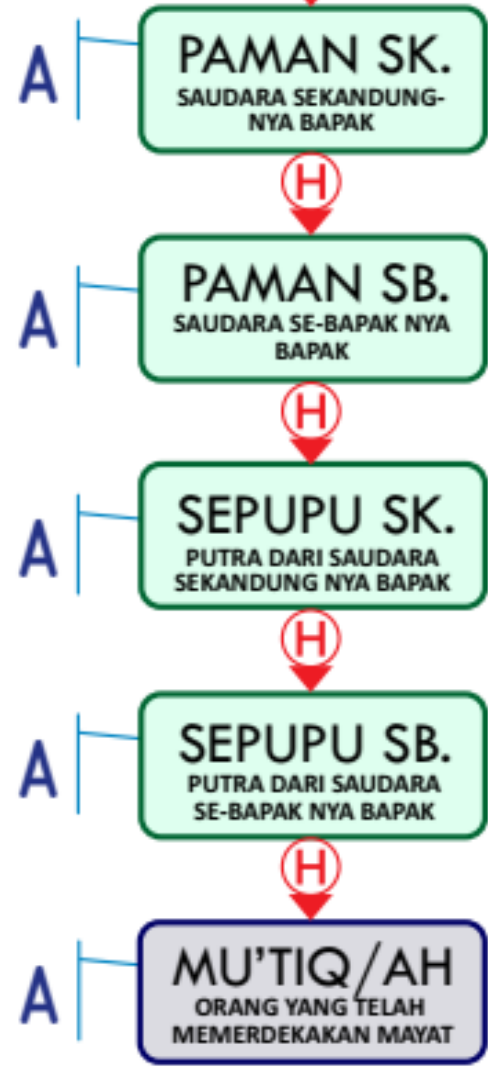 A
PAMAN SK.
SAUDARA SEKANDUNG-
NYA BAPAK
H
A
PAMAN SB.
SAUDARA SE-BAPAK NYA
BAPAK
H
A
SEPUPU SK.
PUTRA DARI SAUDARA
SEKANDUNG NYA BAPAK
H
A
SEPUPU SB.
PUTRA DARI SAUDARA
SE-BAPAK NYA BAPAK
H
A
MU'TIQ/AH
ORANG YANG TELAH
MEMERDEKAKAN MAYAT